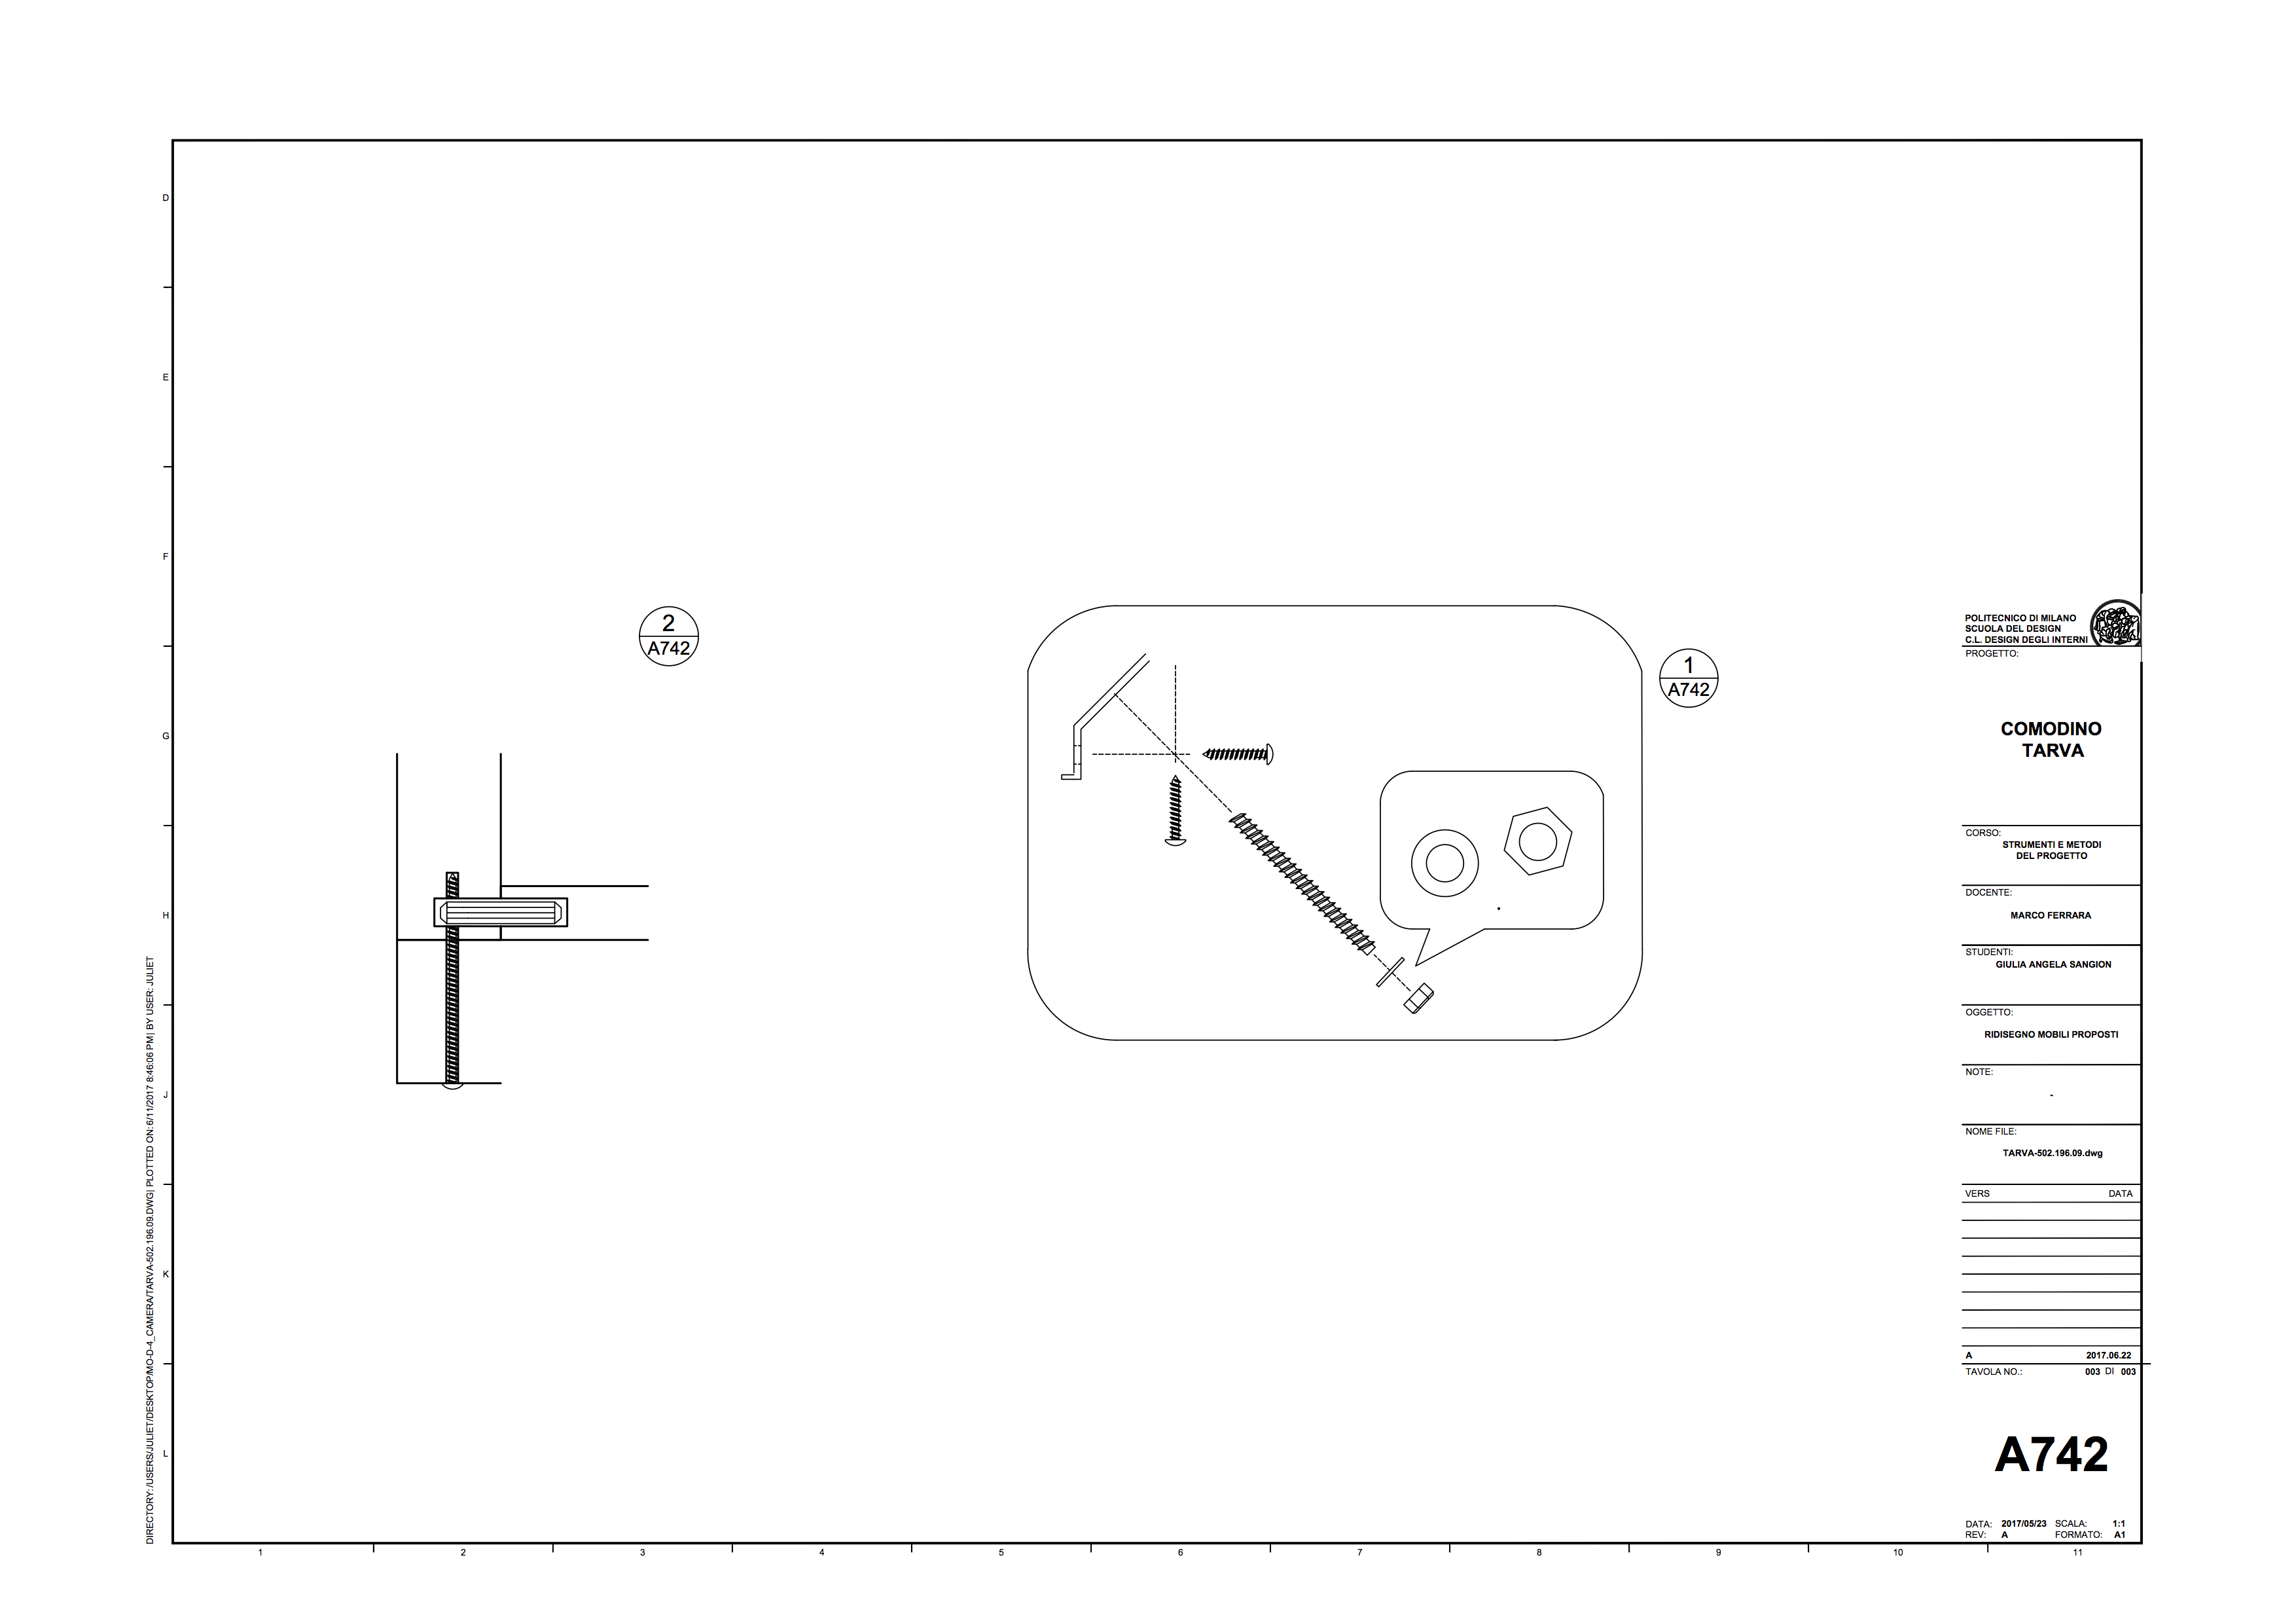 D
E
F
G
H
J
K
L
DIRECTORY: /USERS/JULIET/DESKTOP/MO-D-4_CAMERA/TARVA-502.196.09.DWG| PLOTTED ON: 6/11/2017 8:46:06 PM| BY USER: JULIET
2
A742
1
A742
POLITECNICO DI MILANO
SCUOLA DEL DESIGN
C.L. DESIGN DEGLI INTERNI
PROGETTO:
COMODINO
TARVA
CORSO:
STRUMENTI E METODI
DEL PROGETTO
DOCENTE:
MARCO FERRARA
STUDENTI:
GIULIA ANGELA SANGION
OGGETTO:
RIDISEGNO MOBILI PROPOSTI
NOTE:
-
NOME FILE:
TARVA-502.196.09.dwg
VERS DATA
A 2017.06.22
TAVOLA NO.: 003 DI 003
A742
DATA: 2017/05/23 SCALA: 1:1
REV: A FORMATO: A1
1 2 3 4 5 6 7 8 9 10 11